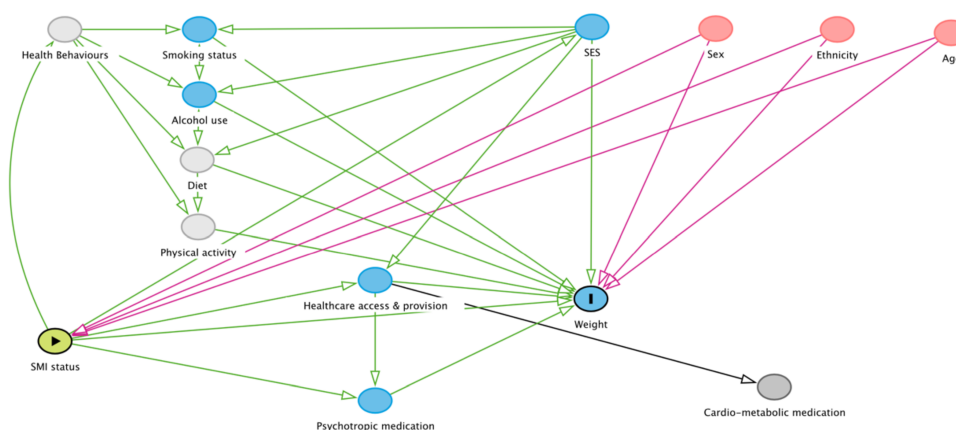 Health Behaviours
Smoking status
SES
Sex
Ethnicity
Alcohol use
Diet
Physical activity
Healthcare access & provision
Weight
SMI status
Cardio-metabolic medication
Psychotropic medication